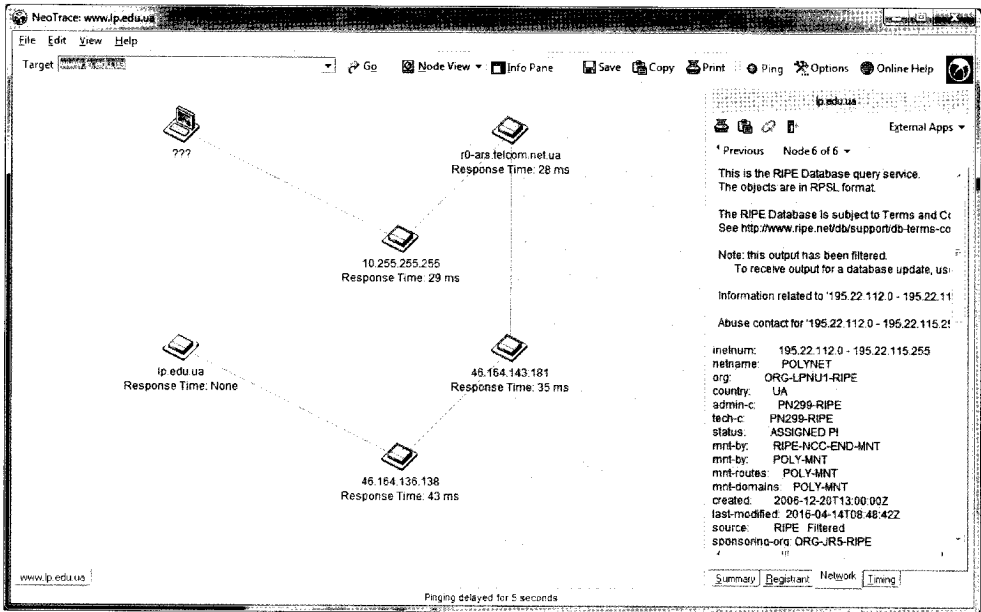 NeoTrace: www.lp.edu.ua
File Edit View Help
Target Go Node View Info Pane Save Copy Print Ping Options Online Help
lp.edu.ua
External Apps
Previous Node 6 of 6
???
r0-ars.telcom.net.ua
Response Time: 28 ms
10.255.255.255
Response Time: 29 ms
lp.edu.ua
Response Time: None
46.164.143.181
Response Time: 35 ms
46.164.136.138
Response Time: 43 ms
This is the RIPE Database query service.
The objects are in RPSL format.
The RIPE Database is subject to Terms and Co
See http://www.ripe.net/db/support/db-terms-co
Note: this output has been filtered.
To receive output for a database update, us
Information related to '195.22.112.0 - 195.22.11
Abuse contact for '195.22.112.0 - 195.22.115.2
inetnum: 195.22.112.0 - 195.22.115.255
netname: POLYNET
org: ORG-LPNU1-RIPE
country: UA
admin-c: PN299-RIPE
tech-c: PN299-RIPE
status: ASSIGNED PI
mnt-by: RIPE-NCC-END-MNT
mnt-by: POLY-MNT
mnt-routes: POLY-MNT
mnt-domains: POLY-MNT
created: 2006-12-20T13:00:00Z
last-modified: 2016-04-14T08:48:42Z
source: RIPE Filtered
sponsoring-org: ORG-JR5-RIPE
www.lp.edu.ua
Summary Registrant Network Timing
Pinging delayed for 5 seconds